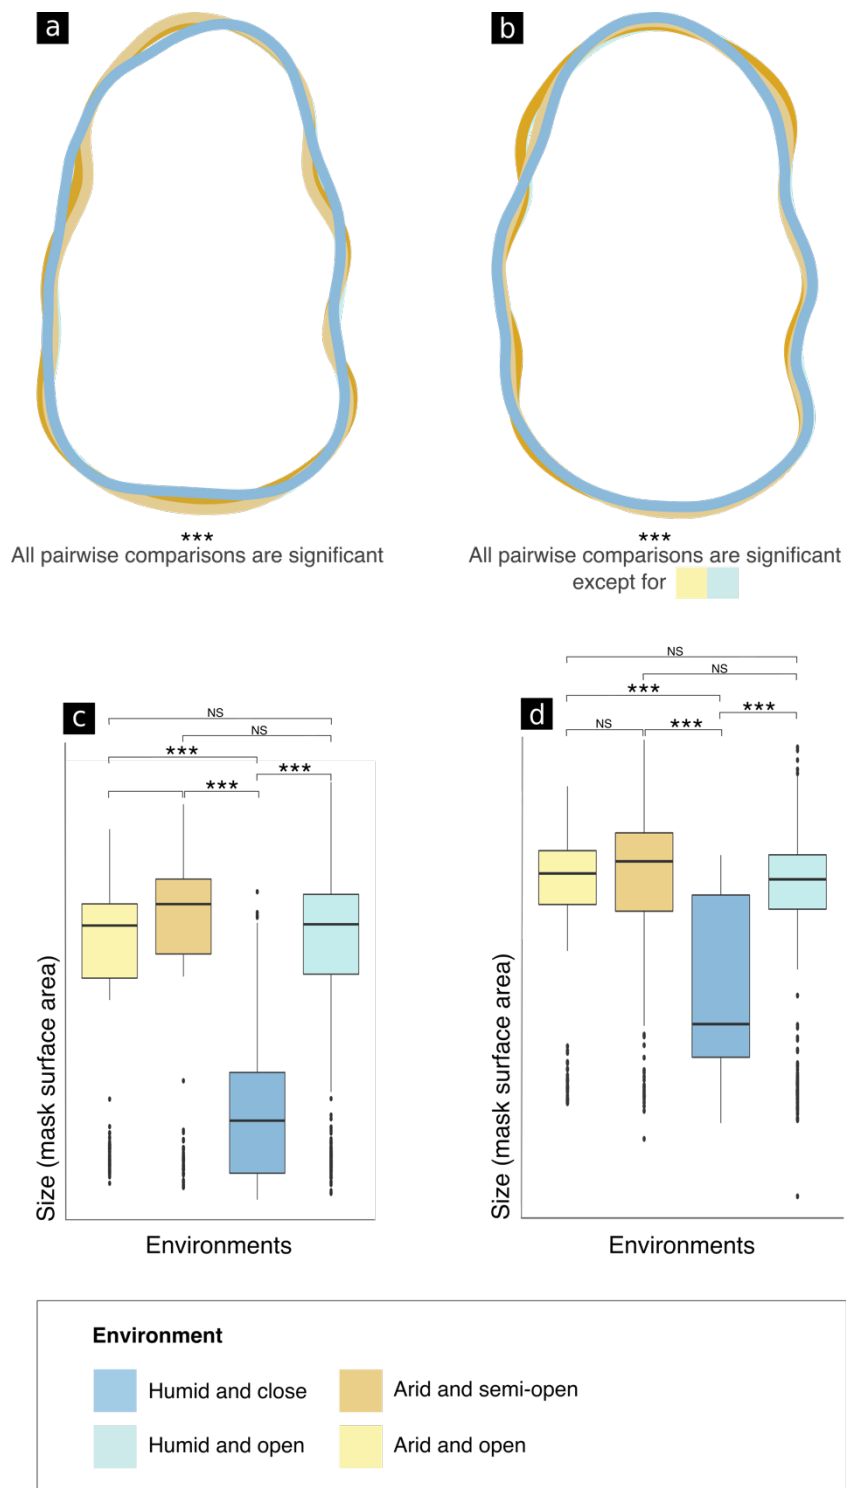 a
b
***
All pairwise comparisons are significant
***
All pairwise comparisons are significant
except for
c
NS
NS
***
***
***
Size (mask surface area)
Environments
d
NS
NS
***
***
NS
***
Size (mask surface area)
Environments
Environment
Humid and close
Arid and semi-open
Humid and open
Arid and open